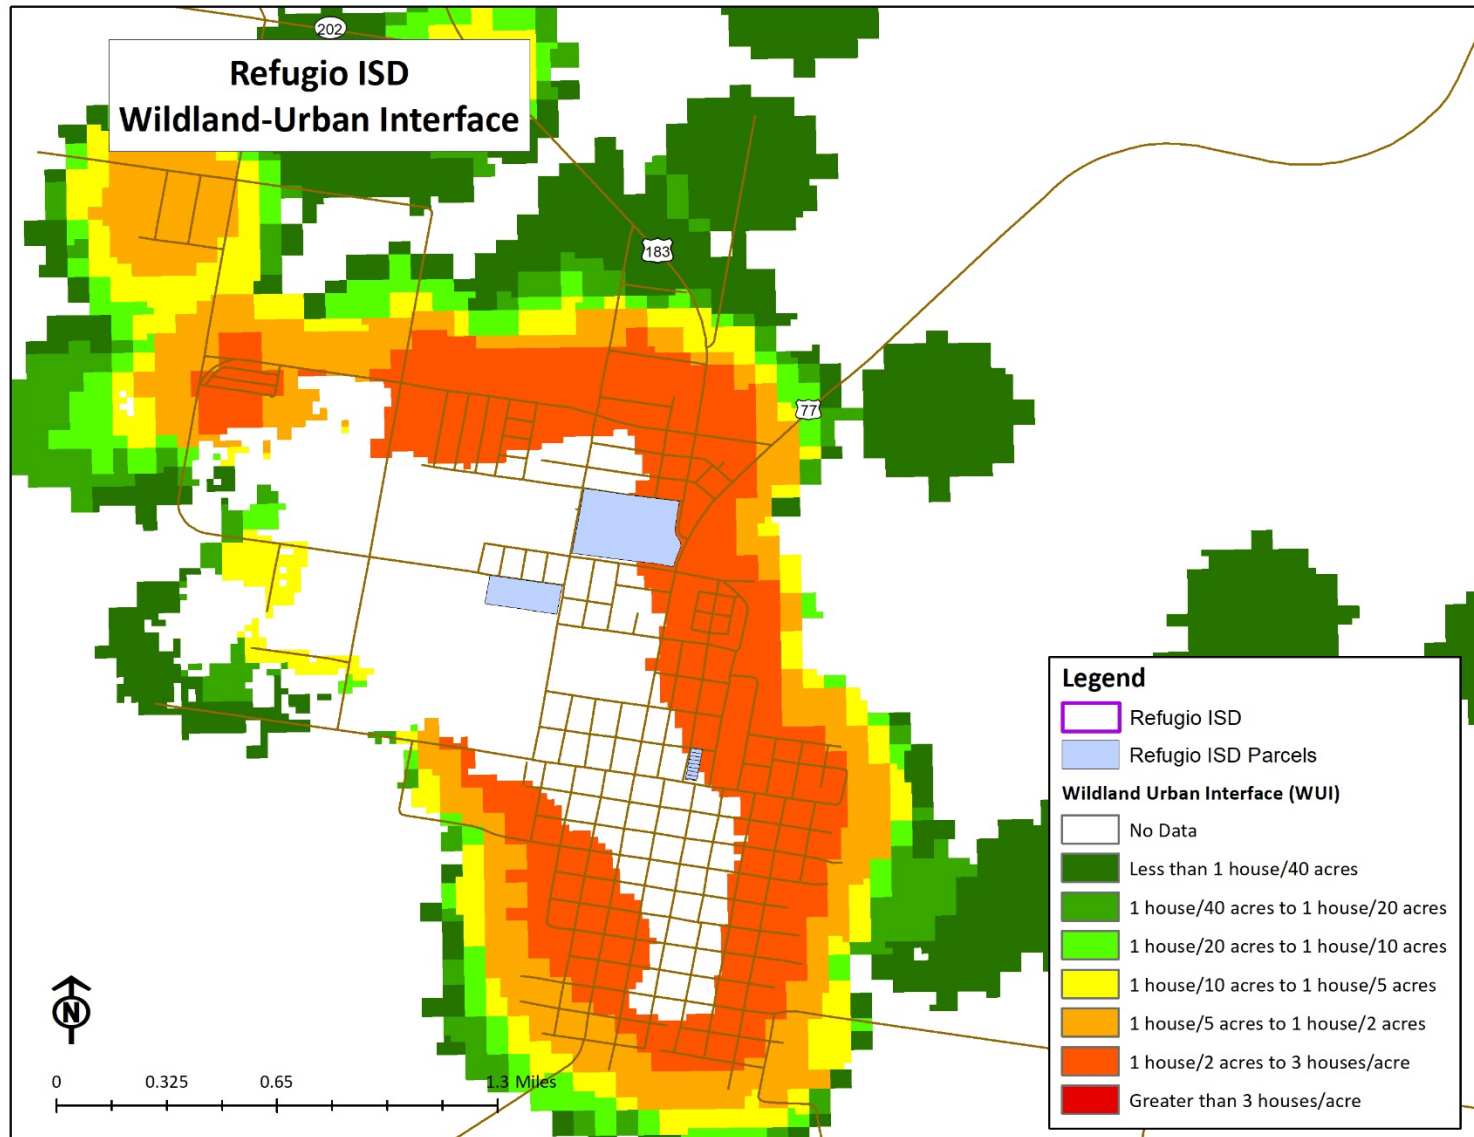 202
Refugio ISD
Wildland-Urban Interface
183
77
Legend
Refugio ISD
Refugio ISD Parcels
Wildland Urban Interface (WUI)
No Data
Less than 1 house/40 acres
1 house/40 acres to 1 house/20 acres
1 house/20 acres to 1 house/10 acres
1 house/10 acres to 1 house/5 acres
1 house/5 acres to 1 house/2 acres
1 house/2 acres to 3 houses/acre
Greater than 3 houses/acre
N
0 0.325 0.65 1.3 Miles